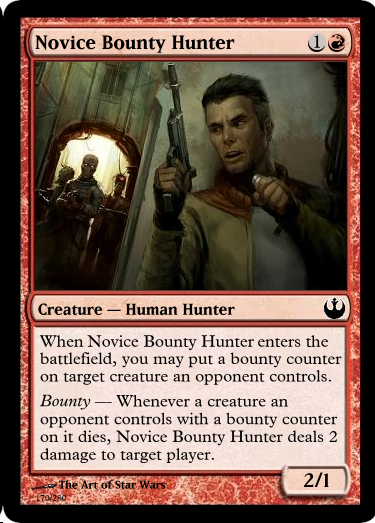 Novice Bounty Hunter 1
Creature — Human Hunter
When Novice Bounty Hunter enters the
battlefield, you may put a bounty counter
on target creature an opponent controls.
Bounty — Whenever a creature an
opponent controls with a bounty counter
on it dies, Novice Bounty Hunter deals 2
damage to target player.
2/1
The Art of Star Wars
170/280